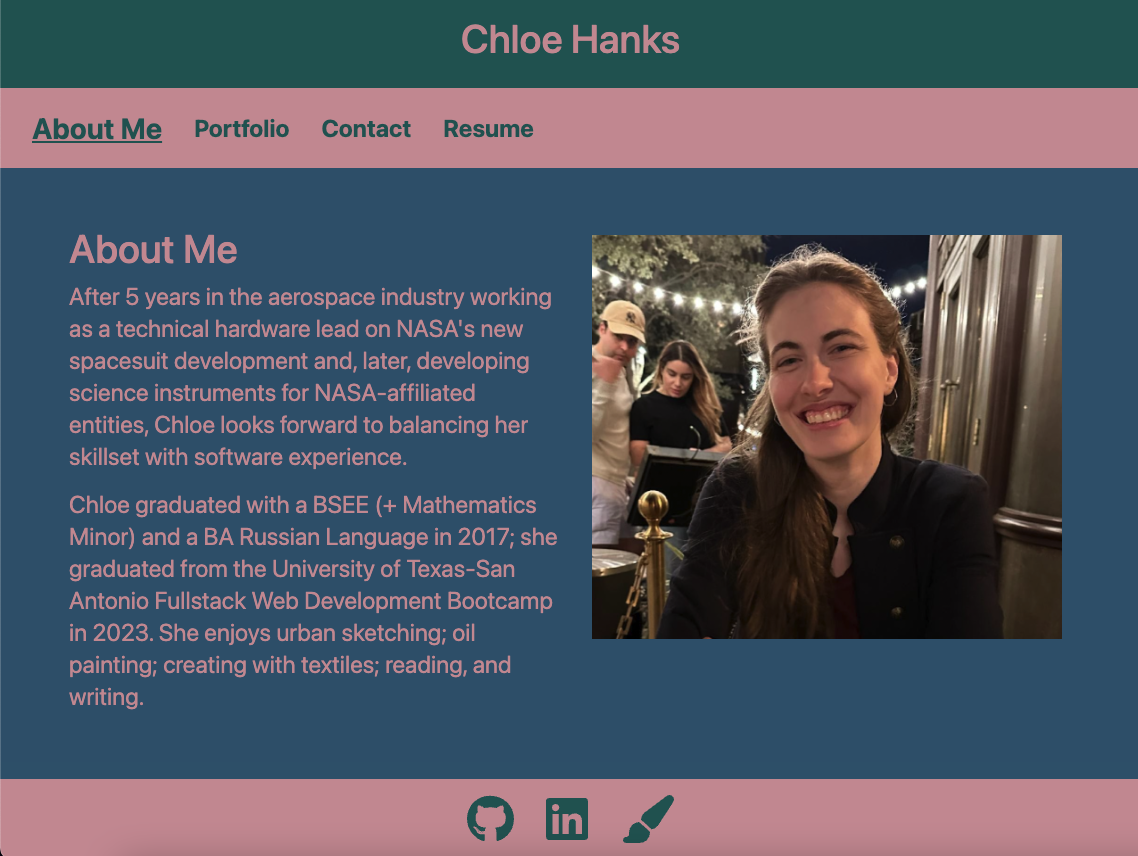 Chloe Hanks
About Me Portfolio Contact Resume
About Me
After 5 years in the aerospace industry working
as a technical hardware lead on NASA's new
spacesuit development and, later, developing
science instruments for NASA-affiliated
entities, Chloe looks forward to balancing her
skillset with software experience.
Chloe graduated with a BSEE (+ Mathematics
Minor) and a BA Russian Language in 2017; she
graduated from the University of Texas-San
Antonio Fullstack Web Development Bootcamp
in 2023. She enjoys urban sketching; oil
painting; creating with textiles; reading, and
writing.
in